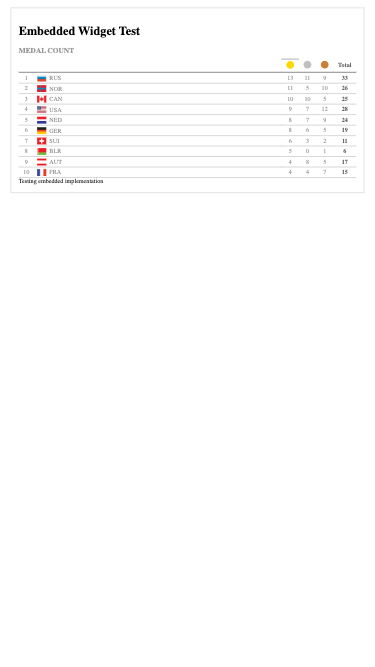 Embedded Widget Test
MEDAL COUNT
Total
1 RUS 13 11 9 33
2 NOR 11 5 10 26
3 CAN 10 10 5 25
4 USA 9 7 12 28
5 NED 8 7 9 24
6 GER 8 6 5 19
7 SUI 6 3 2 11
8 BLR 5 0 1 6
9 AUT 4 8 5 17
10 FRA 4 4 7 15
Testing embedded implementation